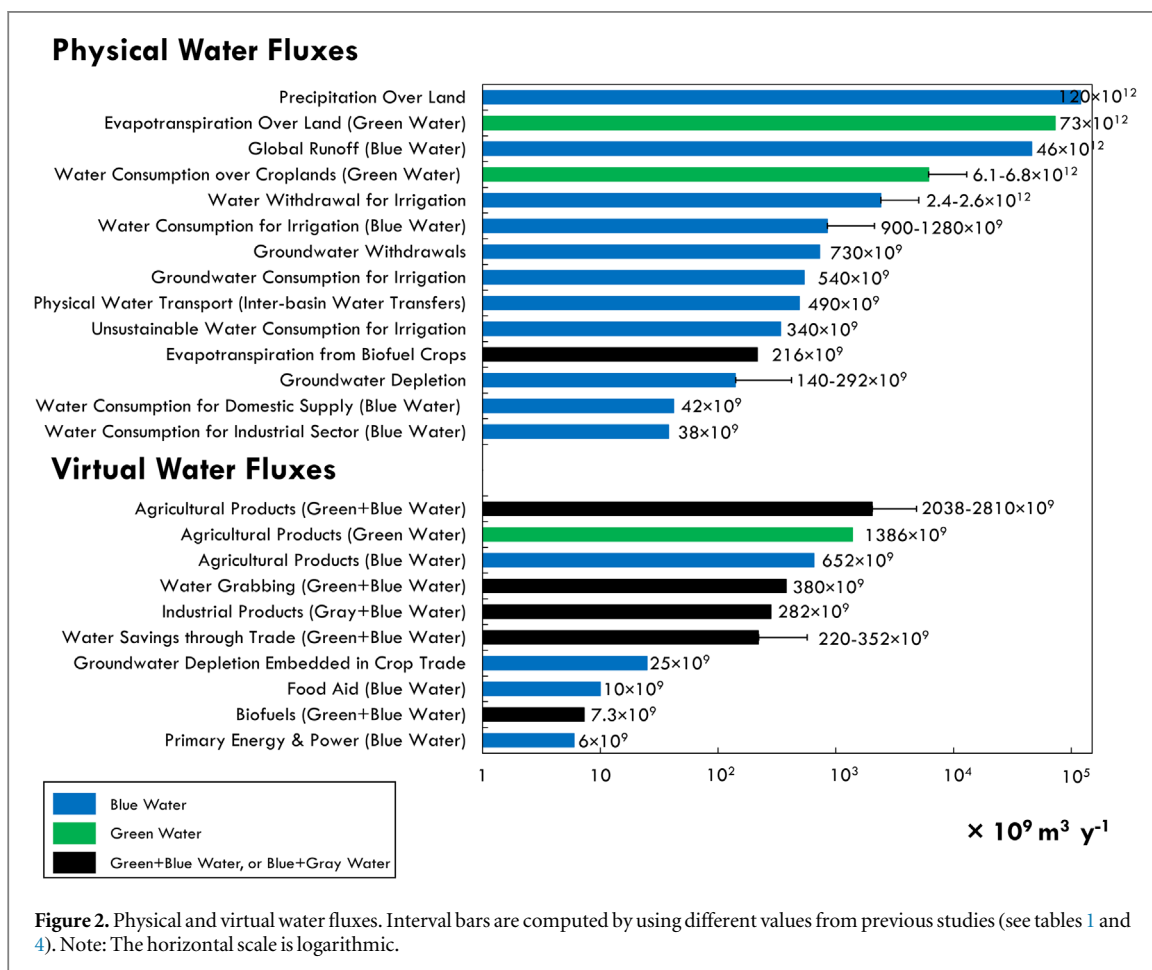 Physical Water Fluxes
Precipitation Over Land 120×10¹²
Evapotranspiration Over Land (Green Water) 73×10¹²
Global Runoff (Blue Water) 46×10¹²
Water Consumption over Croplands (Green Water) 6.1-6.8×10¹²
Water Withdrawal for Irrigation 2.4-2.6×10¹²
Water Consumption for Irrigation (Blue Water) 900-1280×10⁹
Groundwater Withdrawals 730×10⁹
Groundwater Consumption for Irrigation 540×10⁹
Physical Water Transport (Inter-basin Water Transfers) 490×10⁹
Unsustainable Water Consumption for Irrigation 340×10⁹
Evapotranspiration from Biofuel Crops 216×10⁹
Groundwater Depletion 140-292×10⁹
Water Consumption for Domestic Supply (Blue Water) 42×10⁹
Water Consumption for Industrial Sector (Blue Water) 38×10⁹
Virtual Water Fluxes
Agricultural Products (Green+Blue Water) 2038-2810×10⁹
Agricultural Products (Green Water) 1386×10⁹
Agricultural Products (Blue Water) 652×10⁹
Water Grabbing (Green+Blue Water) 380×10⁹
Industrial Products (Gray+Blue Water) 282×10⁹
Water Savings through Trade (Green+Blue Water) 220-352×10⁹
Groundwater Depletion Embedded in Crop Trade 25×10⁹
Food Aid (Blue Water) 10×10⁹
Biofuels (Green+Blue Water) 7.3×10⁹
Primary Energy & Power (Blue Water) 6×10⁹
1 10 10² 10³ 10⁴ 10⁵
× 10⁹ m³ y⁻¹
Blue Water
Green Water
Green+Blue Water, or Blue+Gray Water
Figure 2. Physical and virtual water fluxes. Interval bars are computed by using different values from previous studies (see tables 1 and
4). Note: The horizontal scale is logarithmic.